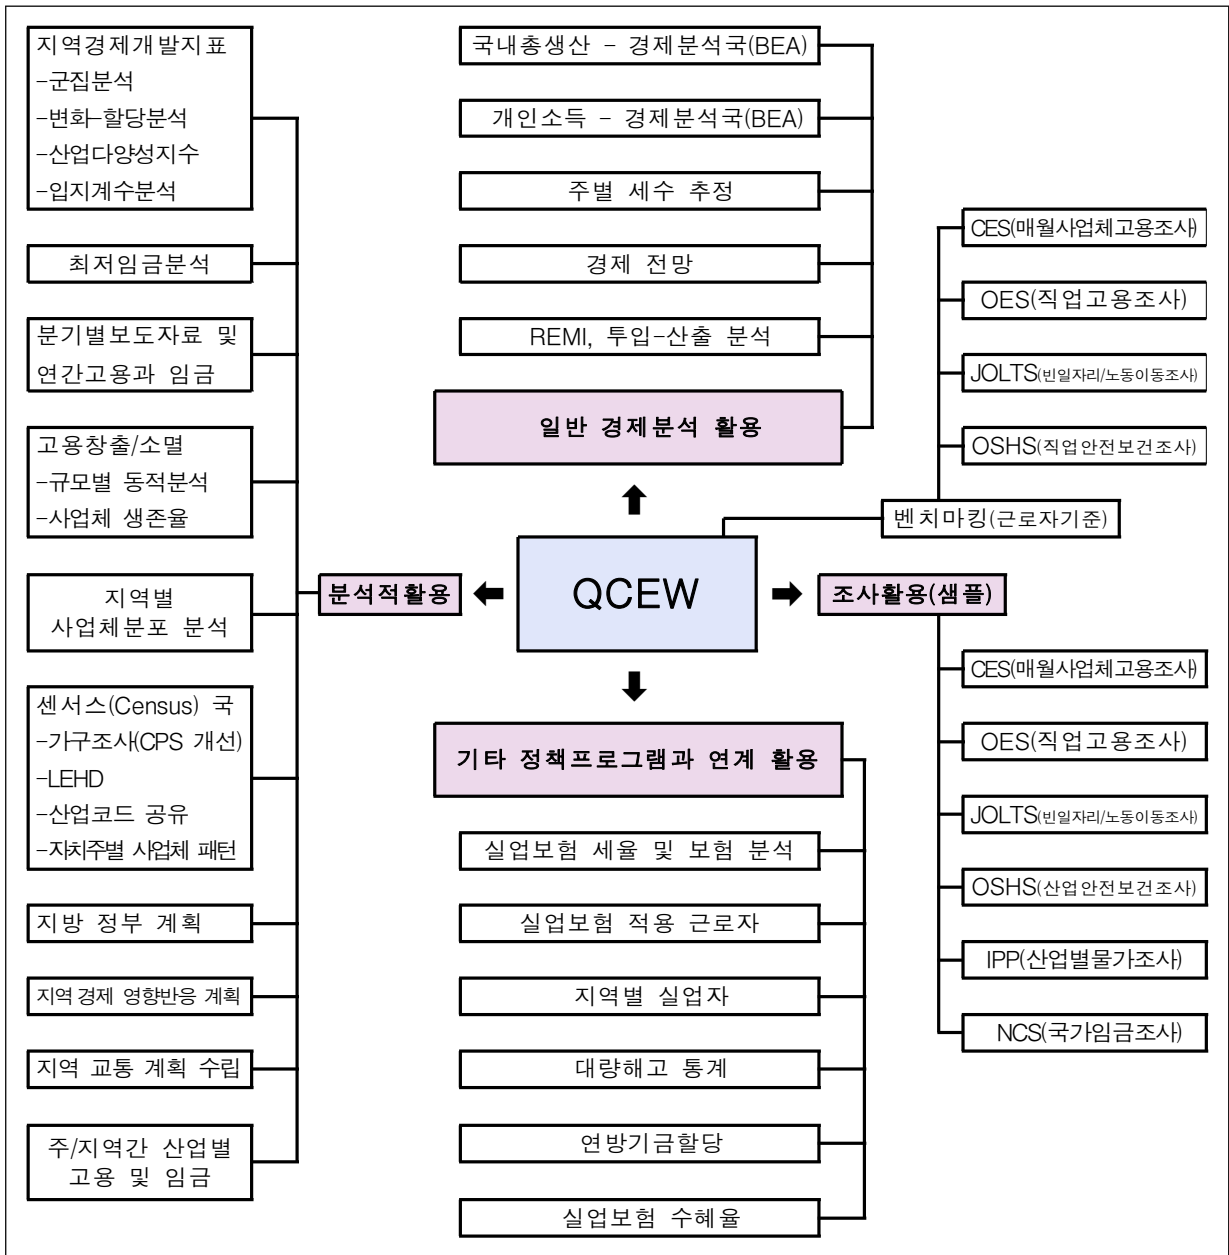 지역경제개발지표
-군집분석
-변화-할당분석
-산업다양성지수
-입지계수분석
최저임금분석
분기별보도자료 및
연간고용과 임금
고용창출/소멸
-규모별 동적분석
-사업체 생존율
지역별
사업체분포 분석
센서스(Census) 국
-가구조사(CPS 개선)
-LEHD
-산업코드 공유
-자치주별 사업체 패턴
지방 정부 계획
지역 경제 영향반응 계획
지역 교통 계획 수립
주/지역간 산업별
고용 및 임금
분석적활용
국내총생산 - 경제분석국(BEA)
개인소득 - 경제분석국(BEA)
주별 세수 추정
경제 전망
REMI, 투입-산출 분석
일반 경제분석 활용
QCEW
기타 정책프로그램과 연계 활용
실업보험 세율 및 보험 분석
실업보험 적용 근로자
지역별 실업자
대량해고 통계
연방기금할당
실업보험 수혜율
CES(매월사업체고용조사)
OES(직업고용조사)
JOLTS(빈일자리/노동이동조사)
OSHS(직업안전보건조사)
벤치마킹(근로자기준)
조사활용(샘플)
CES(매월사업체고용조사)
OES(직업고용조사)
JOLTS(빈일자리/노동이동조사)
OSHS(산업안전보건조사)
IPP(산업별물가조사)
NCS(국가임금조사)